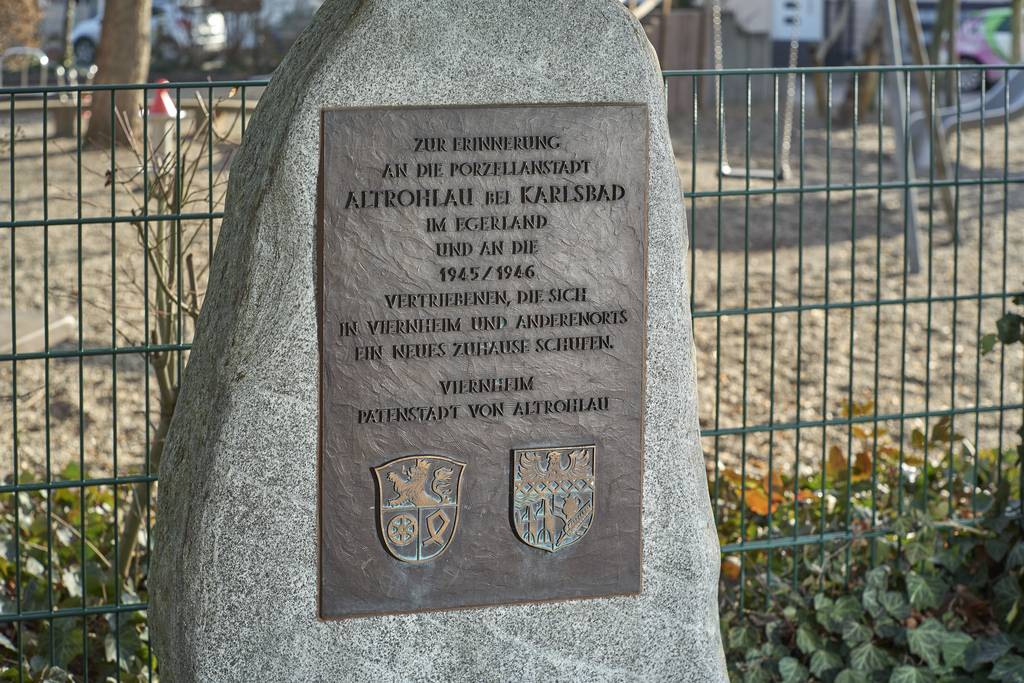 ZUR ERINNERUNG
AN DIE PORZELLANSTADT
ALTROHLAU BEI KARLSBAD
IM EGERLAND
UND AN DIE
1945/1946
VERTRIEBENEN, DIE SICH
IN VIERNHEIM UND ANDERENORTS
EIN NEUES ZUHAUSE SCHUFEN.
VIERNHEIM
PATENSTADT VON ALTROHLAU